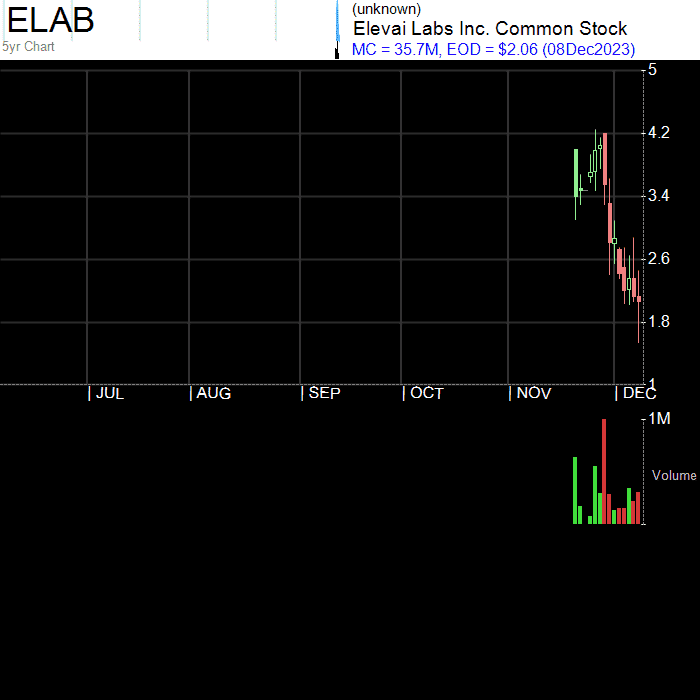 ELAB
(unknown)
Elevai Labs Inc. Common Stock
5yr Chart
MC = 35.7M, EOD = $2.06 (08Dec2023)
5
4.2
3.4
2.6
1.8
1
| JUL | AUG | SEP | OCT | NOV | DEC
1M
Volume